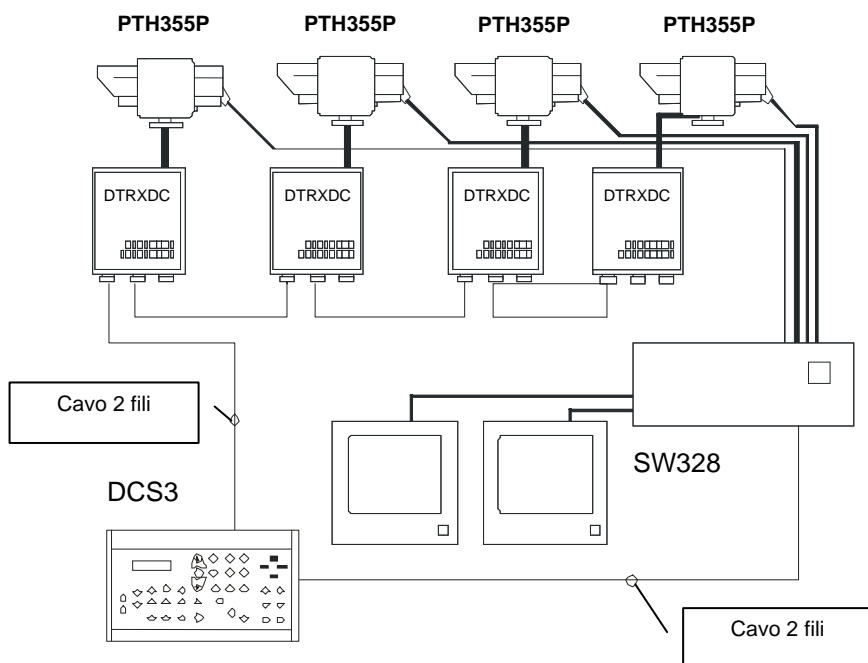 PTH355P PTH355P PTH355P PTH355P
DTRXDC DTRXDC DTRXDC DTRXDC
Cavo 2 fili
SW328
DCS3
Cavo 2 fili